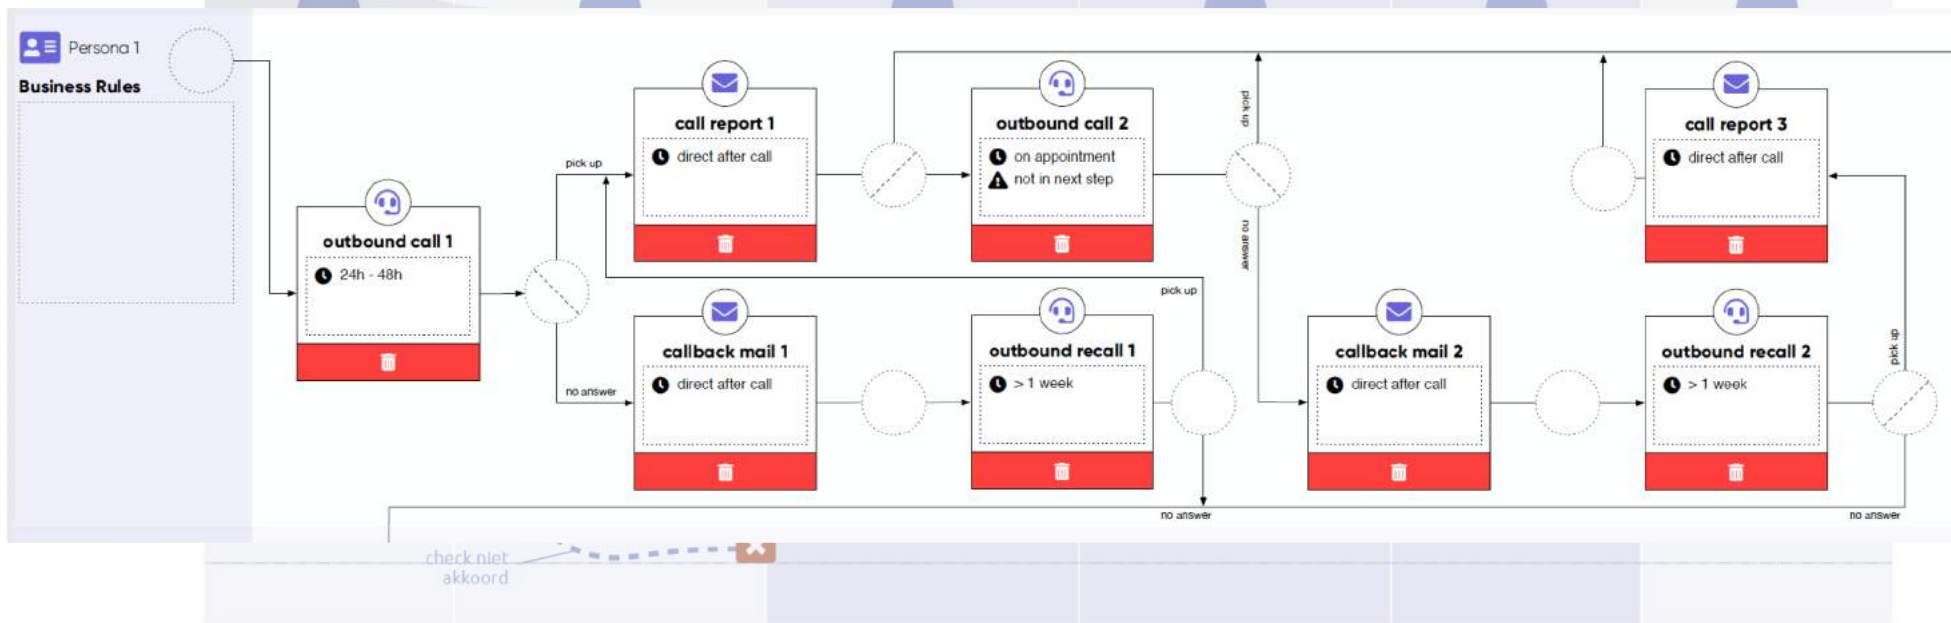 Persona 1
Business Rules
outbound call 1
24h - 48h
pick up
no answer
call report 1
direct after call
callback mail 1
direct after call
outbound call 2
on appointment
not in next step
outbound recall 1
> 1 week
pick up
no answer
pick up
no answer
callback mail 2
direct after call
call report 3
direct after call
outbound recall 2
> 1 week
pick up
no answer
check niet
akkoord